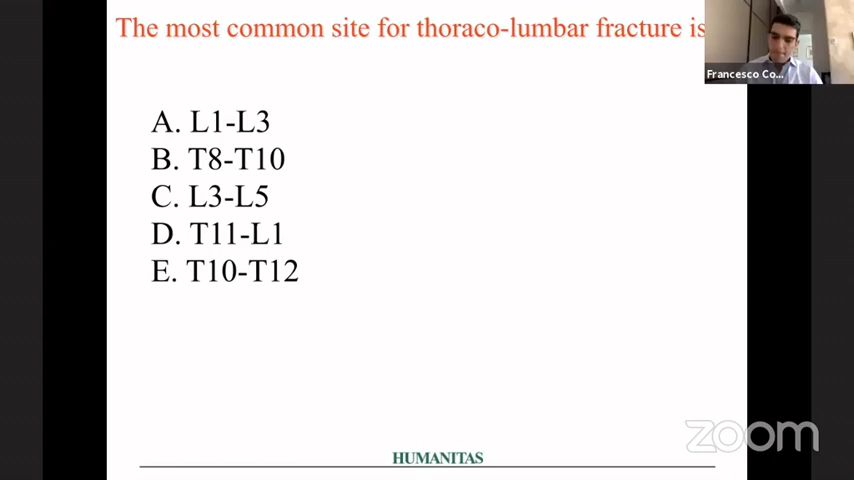 The most common site for thoraco-lumbar fracture is
Francesco Co...
A. L1-L3
B. T8-T10
C. L3-L5
D. T11-L1
E. T10-T12
zoom
HUMANITAS